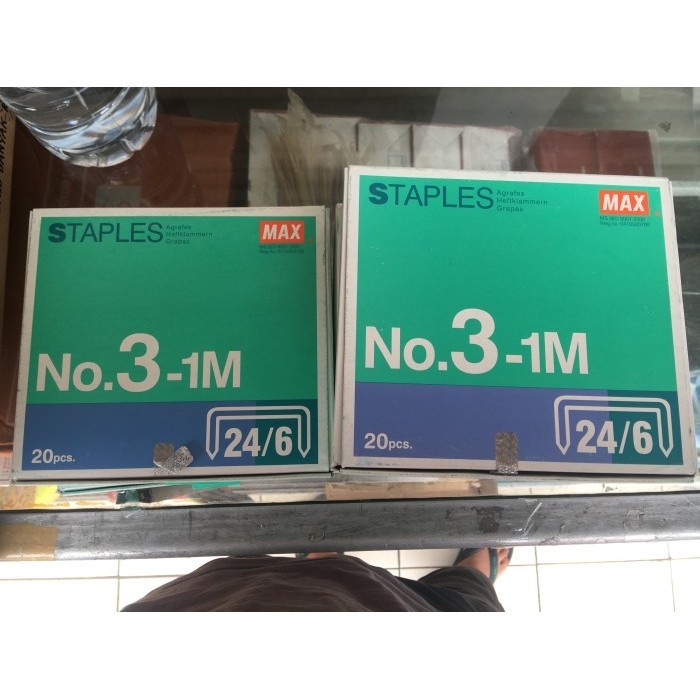 STAPLES
Agrafes
Heftklammern
Grapas
MAX
No.3-1M
20pcs.
24/6
STAPLES
Agrafes
Heftklammern
Grapas
MAX
No.3-1M
20pcs.
24/6